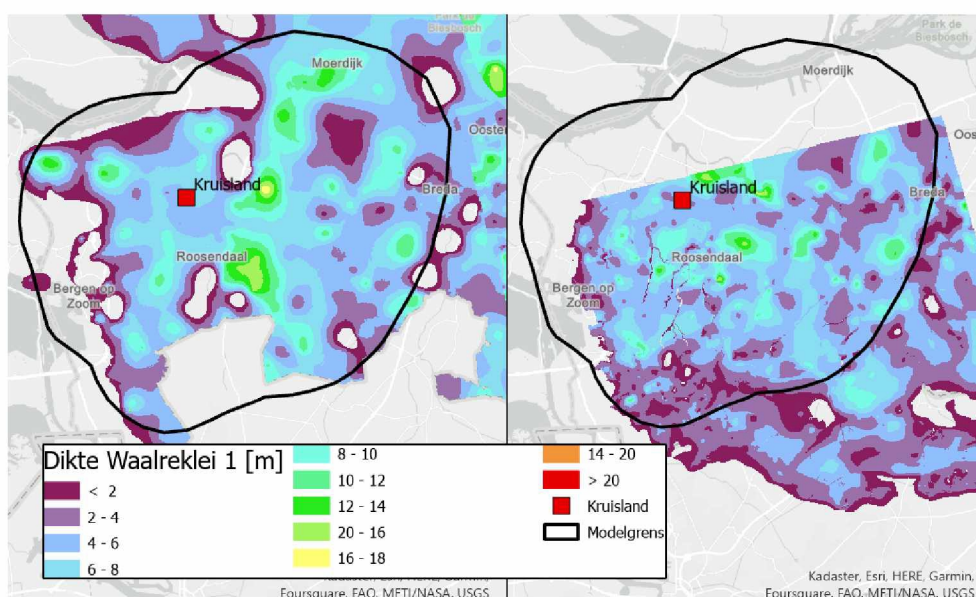 Park de
Biesbosch
Moerdijk
Ooster
Kruisland
Breda
Roosendaal
Bergen op
Zoom
Park de
Biesbosch
Moerdijk
Oos
Kruisland
Breda
Roosendaal
Bergen op
Zoom
Dikte Waalreklei 1 [m]
< 2
2 - 4
4 - 6
6 - 8
8 - 10
10 - 12
12 - 14
20 - 16
16 - 18
14 - 20
> 20
Kruisland
Modelgrens
Kadaster, Esri, HERE, Garmin,
Foursquare, FAO, METI/NASA, USGS
Kadaster, Esri, HERE, Garmin,
Foursquare, FAO, METI/NASA, USGS